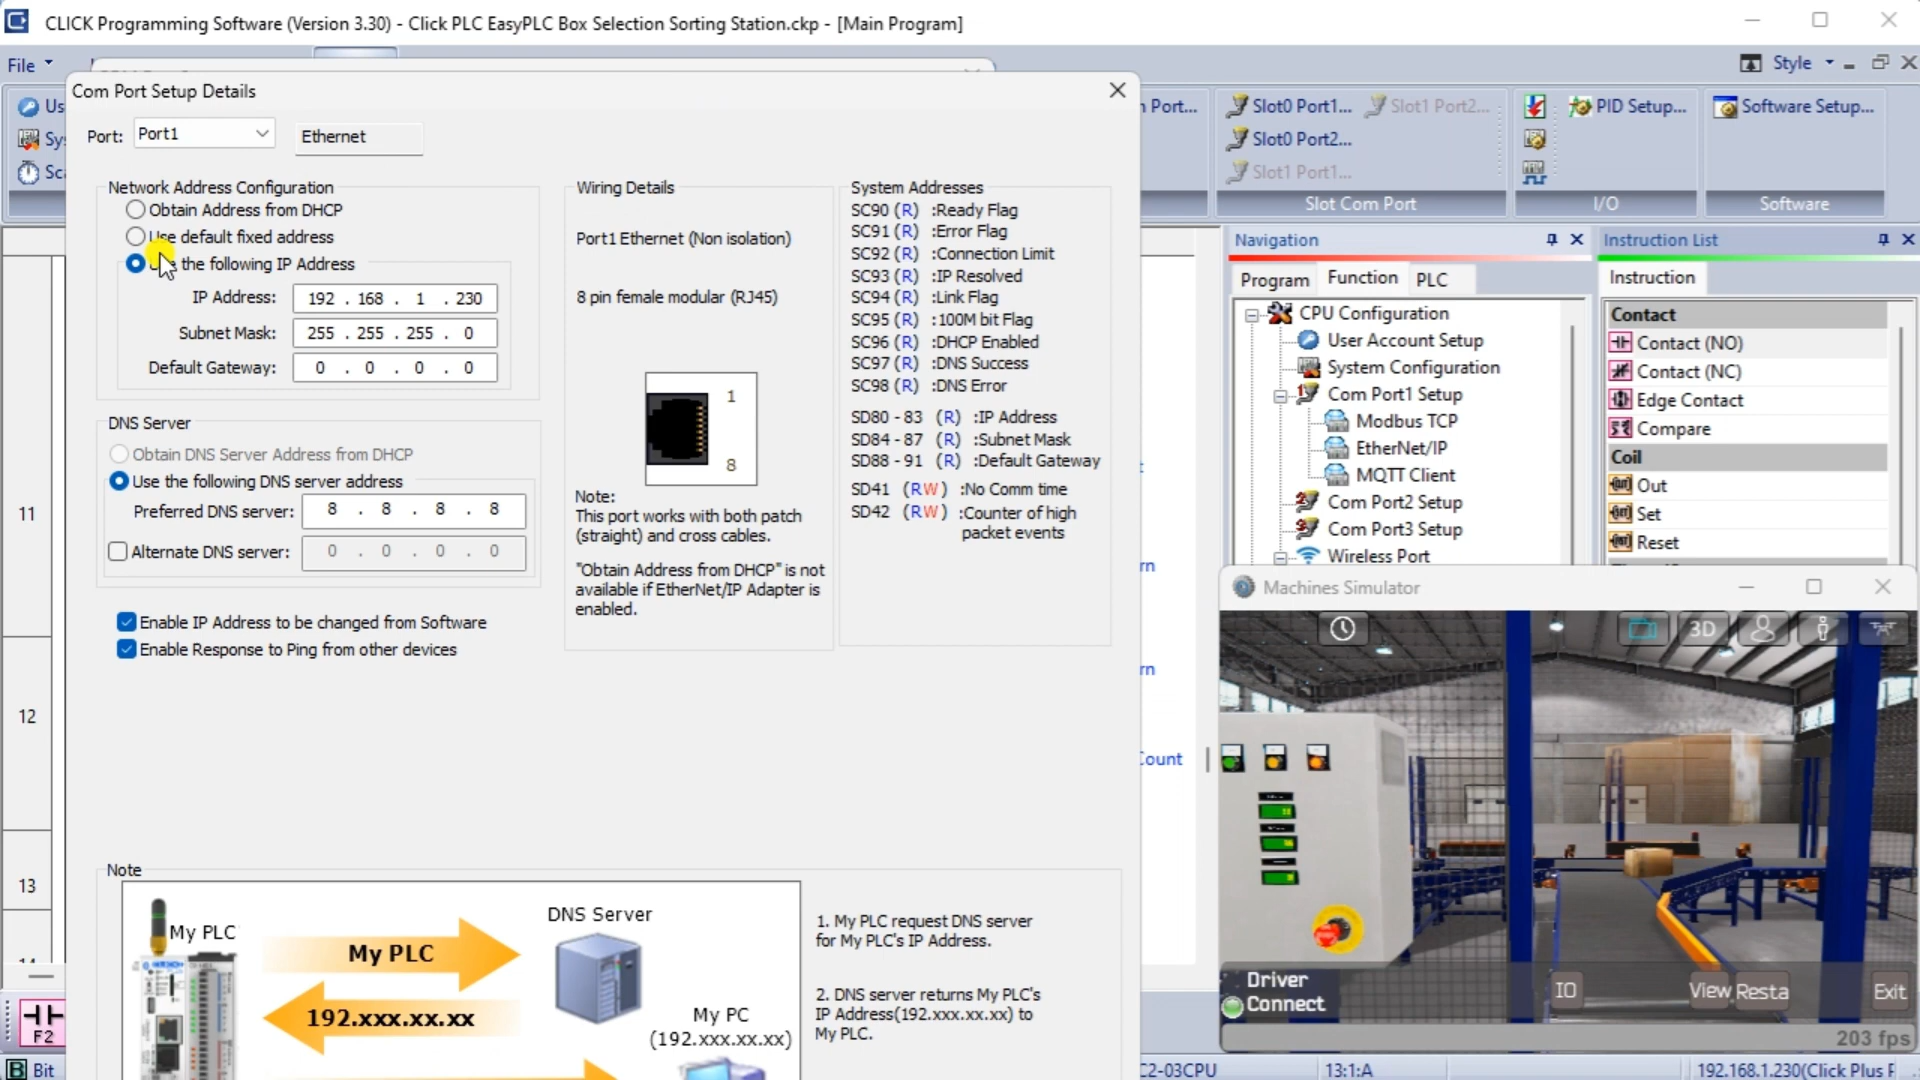 CLICK Programming Software (Version 3.30) - Click PLC EasyPLC Box Selection Sorting Station.ckp - [Main Program]
File
Style
Com Port Setup Details
Us
Sy
Sc
Port: Port1
Ethernet
Port...
Slot0 Port1...
Slot1 Port2...
Slot0 Port2...
Slot1 Port1...
Slot Com Port
PID Setup...
I/O
Software Setup...
Software
Network Address Configuration
Obtain Address from DHCP
Use default fixed address
the following IP Address
IP Address: 192 . 168 . 1 . 230
Subnet Mask: 255 . 255 . 255 . 0
Default Gateway: 0 . 0 . 0 . 0
DNS Server
Obtain DNS Server Address from DHCP
Use the following DNS server address
Preferred DNS server: 8 . 8 . 8 . 8
Alternate DNS server: 0 . 0 . 0 . 0
Enable IP Address to be changed from Software
Enable Response to Ping from other devices
Wiring Details
Port1 Ethernet (Non isolation)
8 pin female modular (RJ45)
1
8
Note:
This port works with both patch
(straight) and cross cables.
"Obtain Address from DHCP" is not
available if EtherNet/IP Adapter is
enabled.
System Addresses
SC90 (R) :Ready Flag
SC91 (R) :Error Flag
SC92 (R) :Connection Limit
SC93 (R) :IP Resolved
SC94 (R) :Link Flag
SC95 (R) :100M bit Flag
SC96 (R) :DHCP Enabled
SC97 (R) :DNS Success
SC98 (R) :DNS Error
SD80 - 83 (R) :IP Address
SD84 - 87 (R) :Subnet Mask
SD88 - 91 (R) :Default Gateway
SD41 (RW) :No Comm time
SD42 (RW) :Counter of high
packet events
Note
My PLC
My PLC
192.xxx.xx.xx
DNS Server
My PC
(192.xxx.xx.xx)
1. My PLC request DNS server
for My PLC's IP Address.
2. DNS server returns My PLC's
IP Address(192.xxx.xx.xx) to
My PLC.
11
12
13
14
F2
Bit
rn
rn
Count
Navigation
Program
Function
PLC
CPU Configuration
User Account Setup
System Configuration
Com Port1 Setup
Modbus TCP
EtherNet/IP
MQTT Client
Com Port2 Setup
Com Port3 Setup
Wireless Port
Instruction List
Instruction
Contact
Contact (NO)
Contact (NC)
Edge Contact
Compare
Coil
Out
Set
Reset
Machines Simulator
3D
Driver
Connect
IO
View
Resta
Exit
203 fps
C2-03CPU
13:1:A
192.168.1.230(Click Plus F